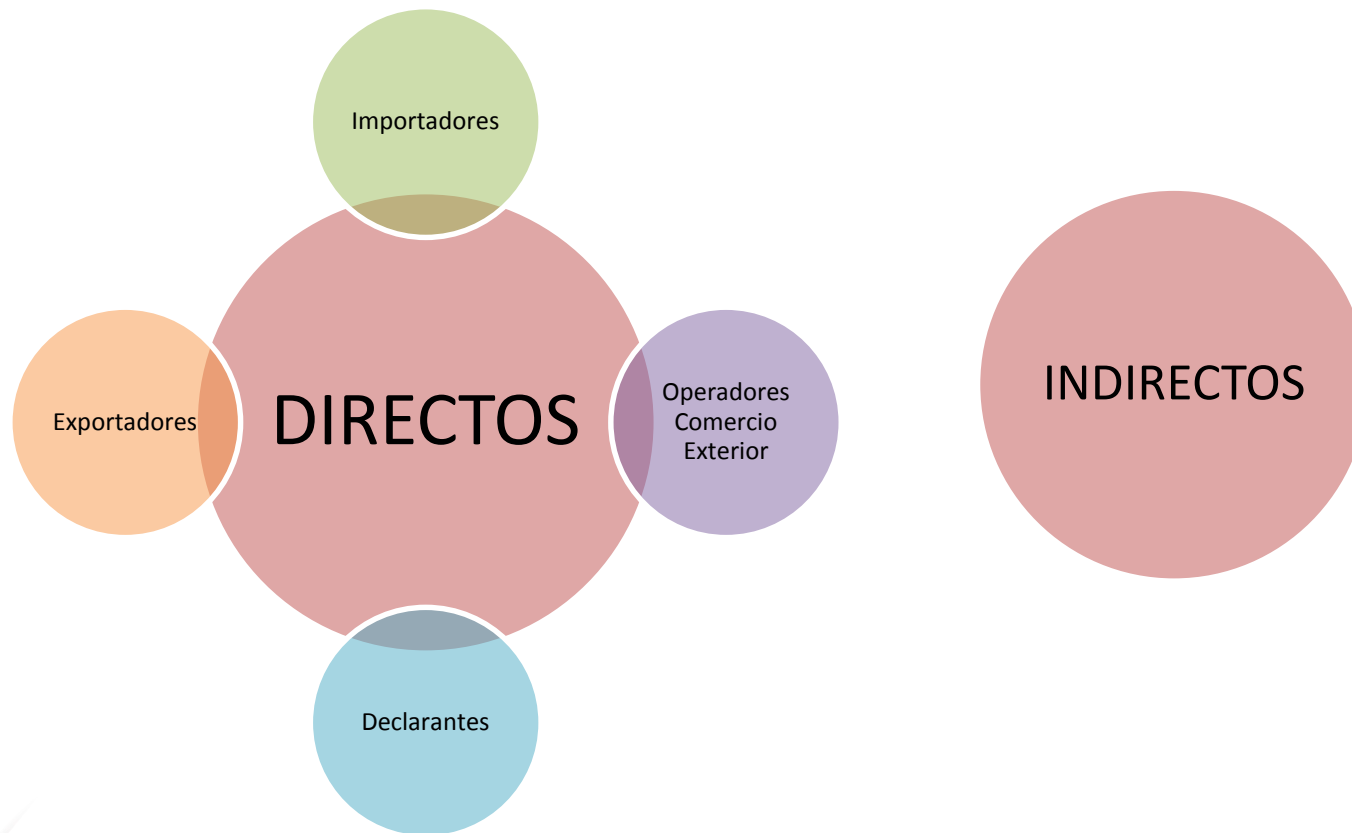 Importadores
Exportadores
DIRECTOS
Operadores
Comercio
Exterior
Declarantes
INDIRECTOS